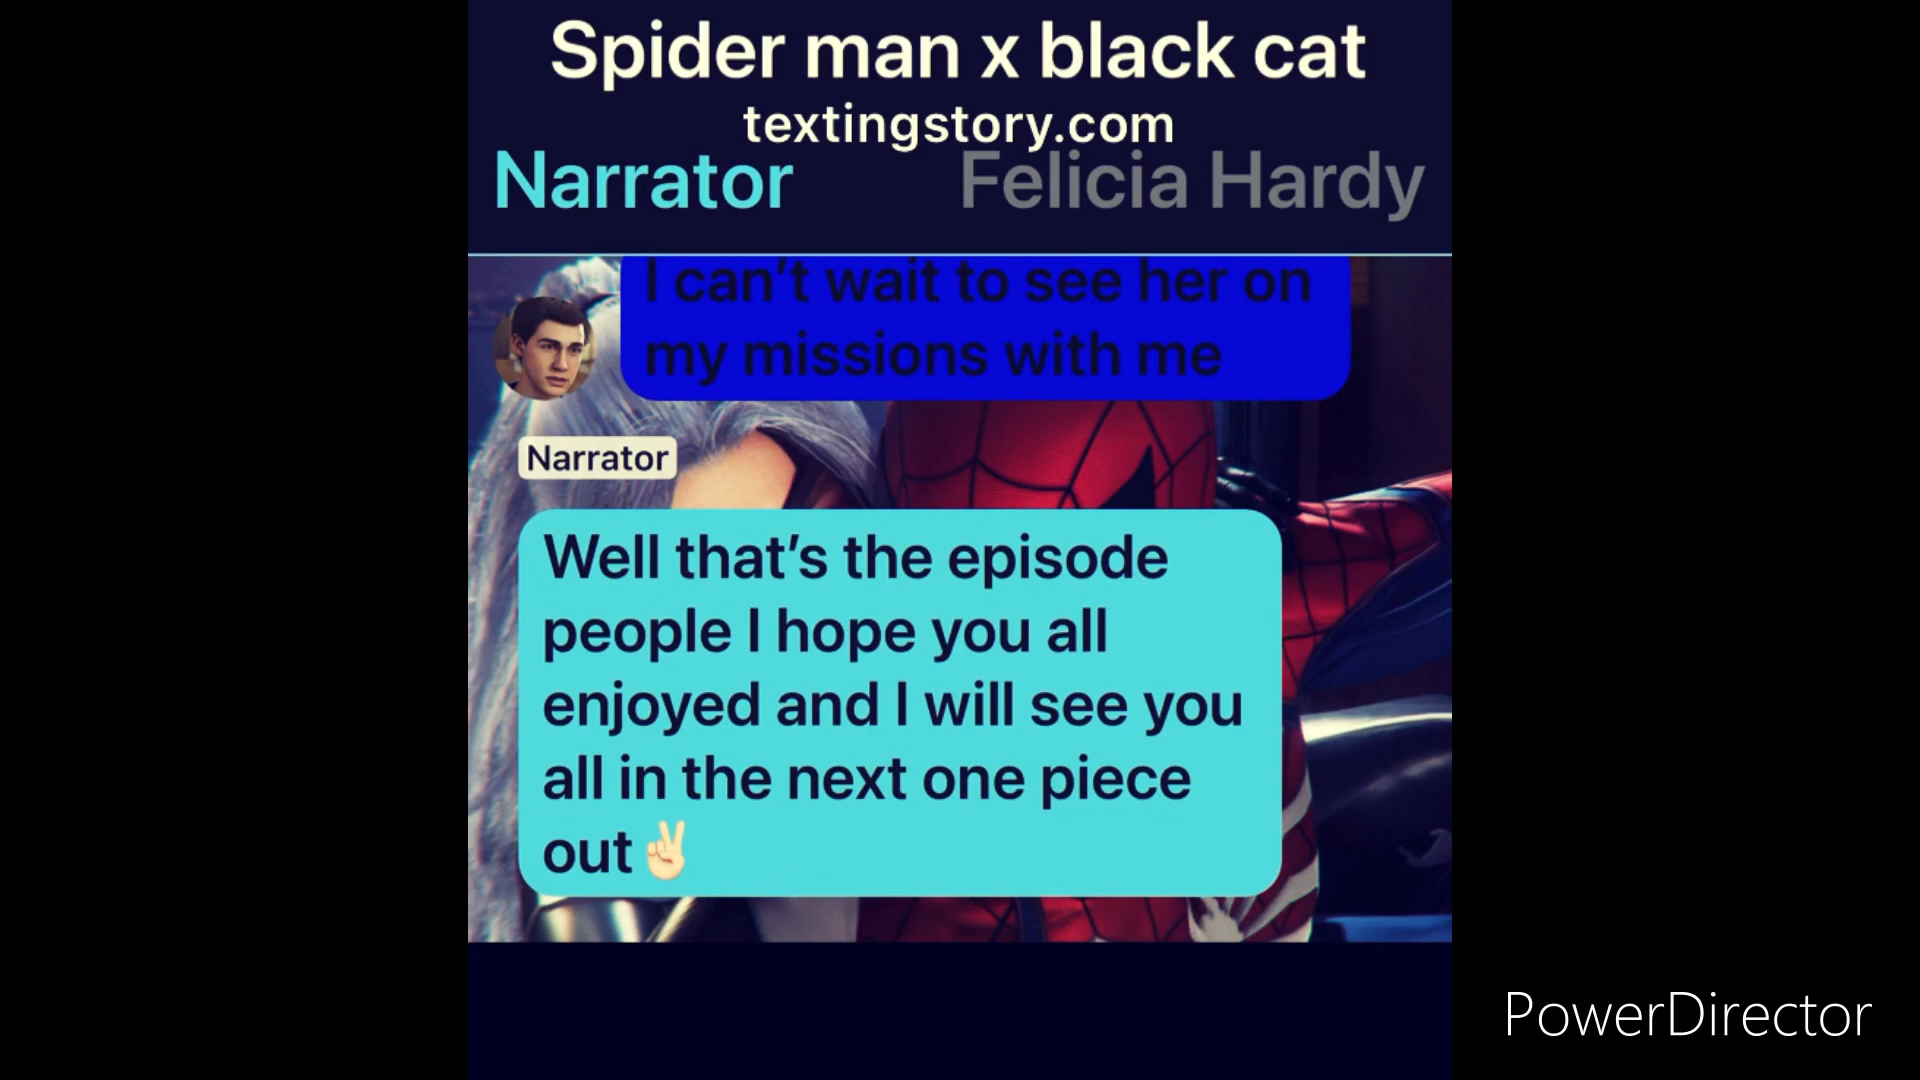 Spider man x black cat
textingstory.com
Narrator Felicia Hardy
I can’t wait to see her on
my missions with me
Narrator
Well that’s the episode
people I hope you all
enjoyed and I will see you
all in the next one piece
out✌🏻
PowerDirector